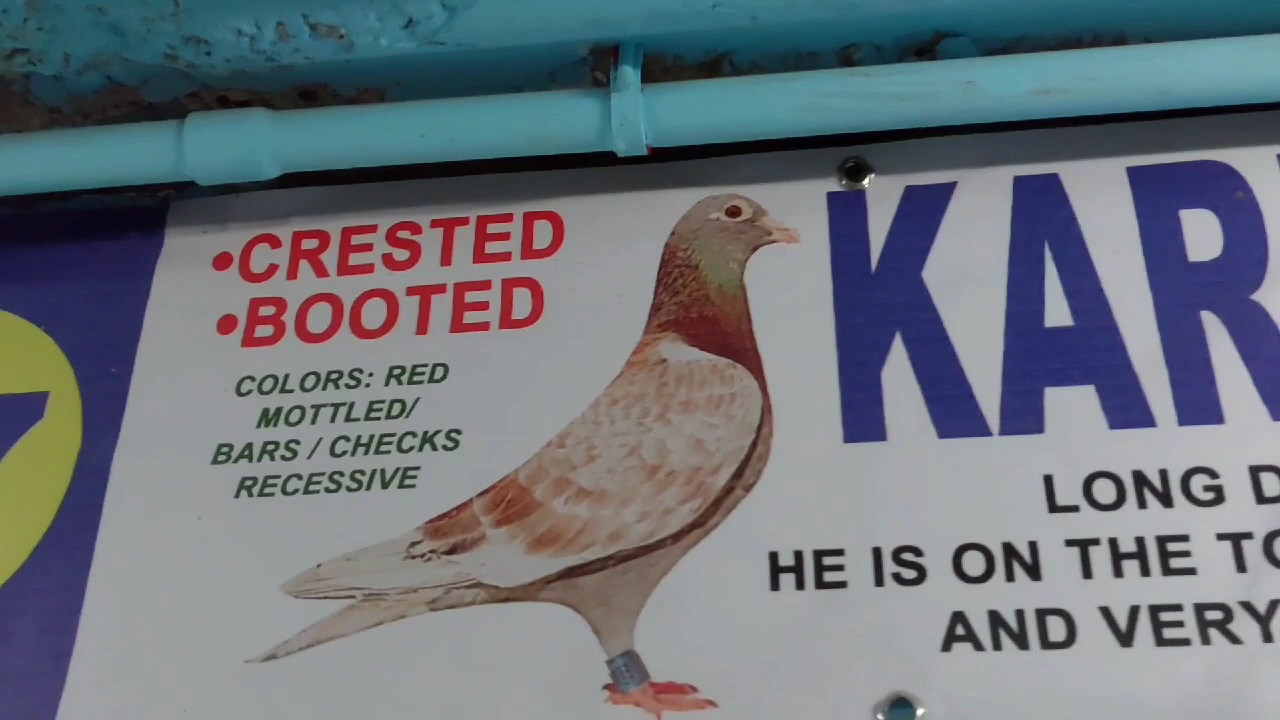 •CRESTED
•BOOTED
COLORS: RED
MOTTLED/
BARS / CHECKS
RECESSIVE
KAR
LONG D
HE IS ON THE TO
AND VERY